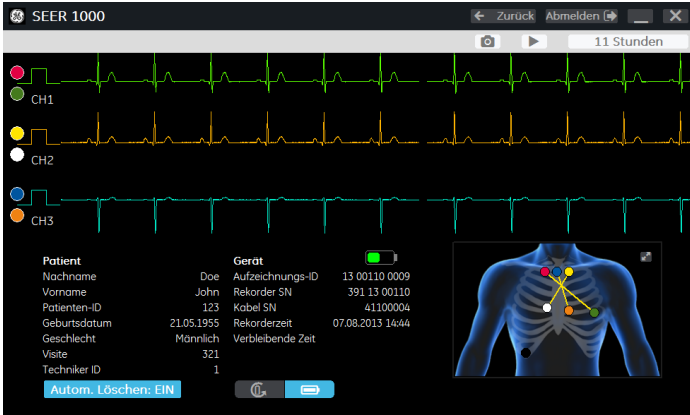 SEER 1000
Zurück Abmelden
11 Stunden
CH1
CH2
CH3
Patient
Nachname Doe
Vorname John
Patienten-ID 123
Geburtsdatum 21.05.1955
Geschlecht Männlich
Visite 321
Techniker ID 1
Autom. Löschen: EIN
Gerät
Aufzeichnungs-ID 13 00110 0009
Rekorder SN 391 13 00110
Kabel SN 41100004
Rekorderzeit 07.08.2013 14:44
Verbleibende Zeit